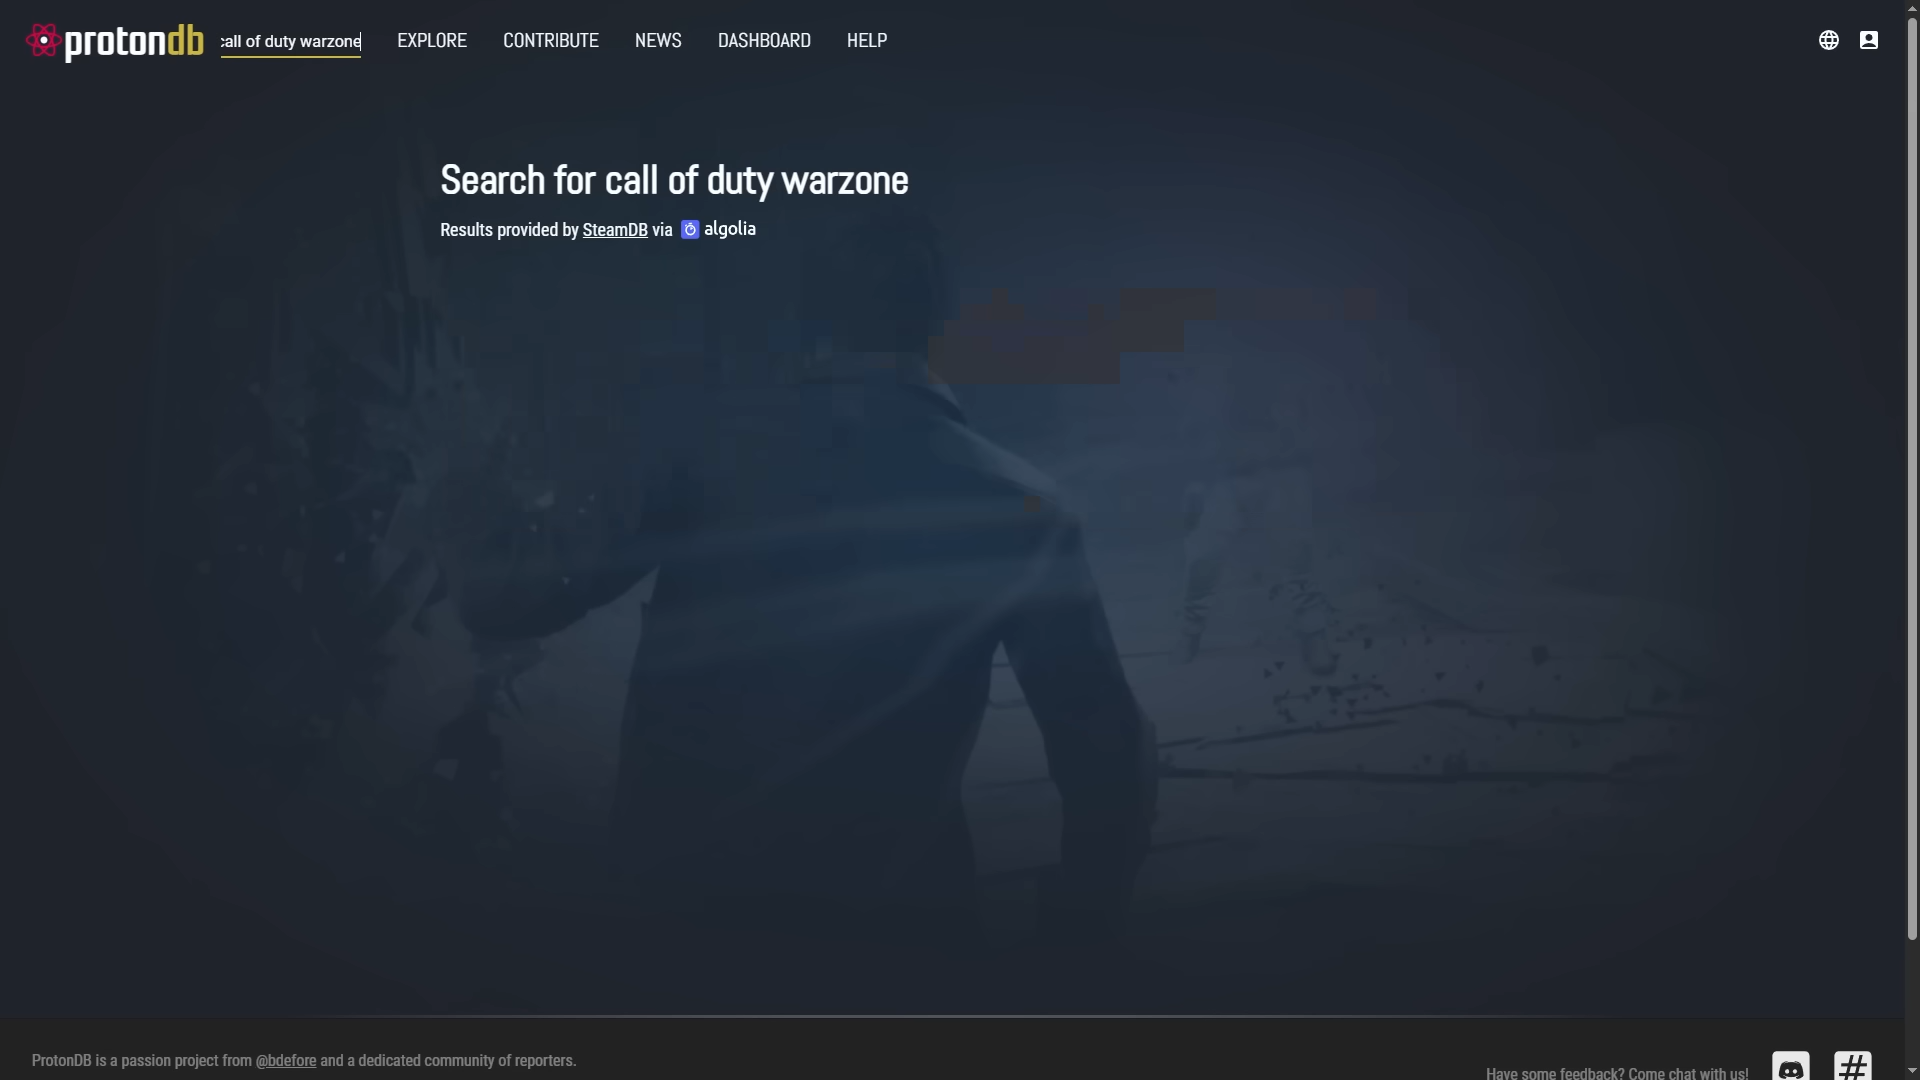 protondb
call of duty warzone
EXPLORE
CONTRIBUTE
NEWS
DASHBOARD
HELP
Search for call of duty warzone
Results provided by SteamDB via algolia
ProtonDB is a passion project from @bdefore and a dedicated community of reporters.
Have some feedback? Come chat with us!